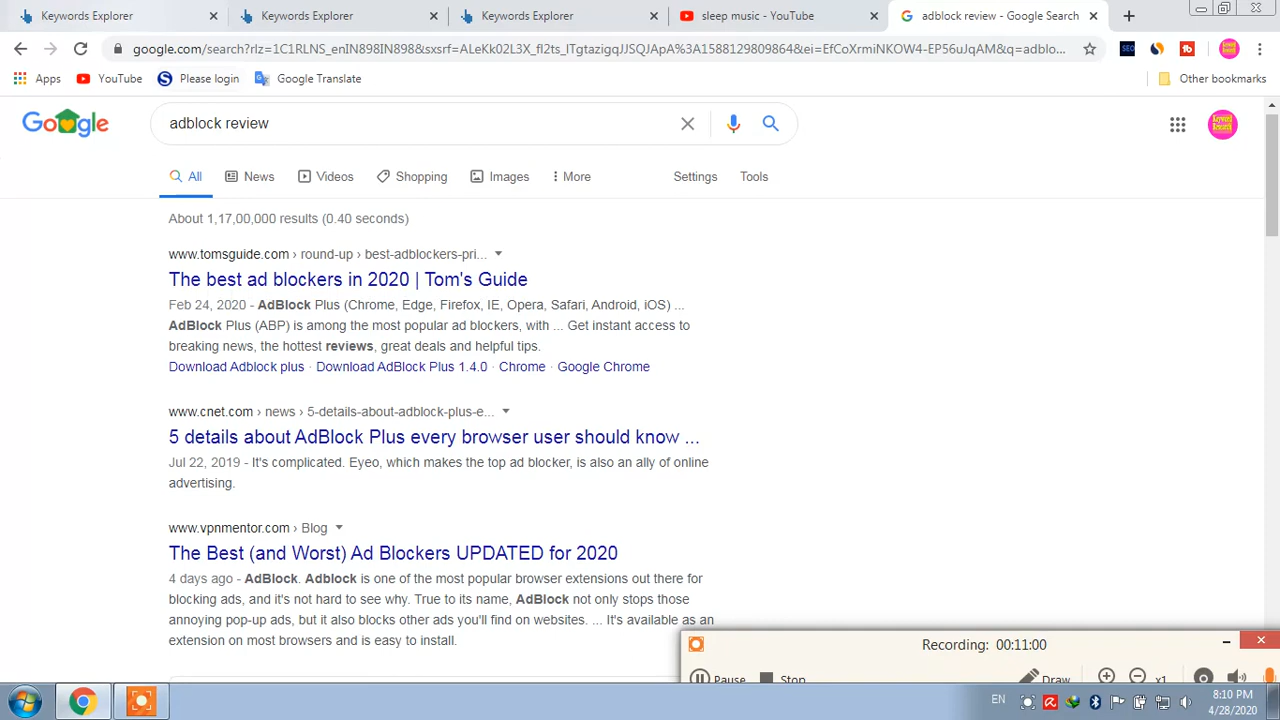 Keywords Explorer
Keywords Explorer
Keywords Explorer
sleep music - YouTube
adblock review - Google Search
google.com/search?rlz=1C1RLNS_enIN898IN898&sxsrf=ALeKk02L3X_fl2ts_lTgtazigqJJSQJApA%3A1588129809864&ei=EfCoXrmiNKOW4-EP56WJqAM&q=adblo...
SEO
Apps
YouTube
Please login
Google Translate
Other bookmarks
Google
adblock review
Keyword Research
All
News
Videos
Shopping
Images
More
Settings
Tools
About 1,17,00,000 results (0.40 seconds)
www.tomsguide.com › round-up › best-adblockers-pri...
The best ad blockers in 2020 | Tom's Guide
Feb 24, 2020 - AdBlock Plus (Chrome, Edge, Firefox, IE, Opera, Safari, Android, iOS) ...
AdBlock Plus (ABP) is among the most popular ad blockers, with ... Get instant access to
breaking news, the hottest reviews, great deals and helpful tips.
Download Adblock plus · Download AdBlock Plus 1.4.0 · Chrome · Google Chrome
www.cnet.com › news › 5-details-about-adblock-plus-e...
5 details about AdBlock Plus every browser user should know ...
Jul 22, 2019 - It's complicated. Eyeo, which makes the top ad blocker, is also an ally of online
advertising.
www.vpnmentor.com › Blog
The Best (and Worst) Ad Blockers UPDATED for 2020
4 days ago - AdBlock. Adblock is one of the most popular browser extensions out there for
blocking ads, and it's not hard to see why. True to its name, AdBlock not only stops those
annoying pop-up ads, but it also blocks other ads you'll find on websites. ... It's available as an
extension on most browsers and is easy to install.
Recording: 00:11:00
Pause
Stop
Draw
x1
EN
8:10 PM
4/28/2020